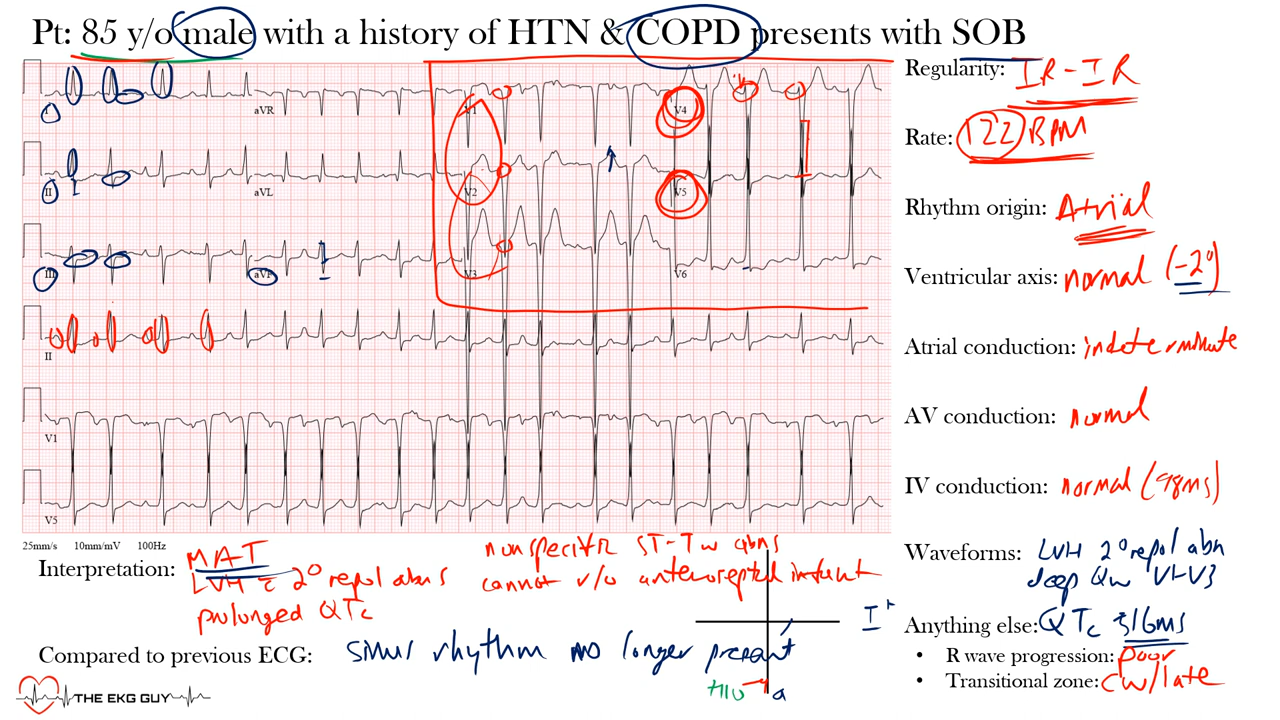 Pt: 85 y/o male with a history of HTN & COPD presents with SOB
Regularity: IR-IR
Rate: 122 BPM
Rhythm origin: Atrial
Ventricular axis: normal (-2°)
Atrial conduction: indeterminate
AV conduction: normal
IV conduction: normal (98ms)
Waveforms: LVH 2° repol abn
deep Qw V1-V3
Anything else: QTc 516ms
• R wave progression: poor
• Transitional zone: CW/late
I
aVR
V1
V4
II
aVL
V2
V5
III
aVF
V3
V6
II
V1
V5
25mm/s 10mm/mV 100Hz
Interpretation: MAT
LVH c̄ 2° repol abns
prolonged QTc
nonspecific ST-Tw abns
cannot r/o anteroseptal infarct
I+
Compared to previous ECG: sinus rhythm no longer present
+110
a
THE EKG GUY